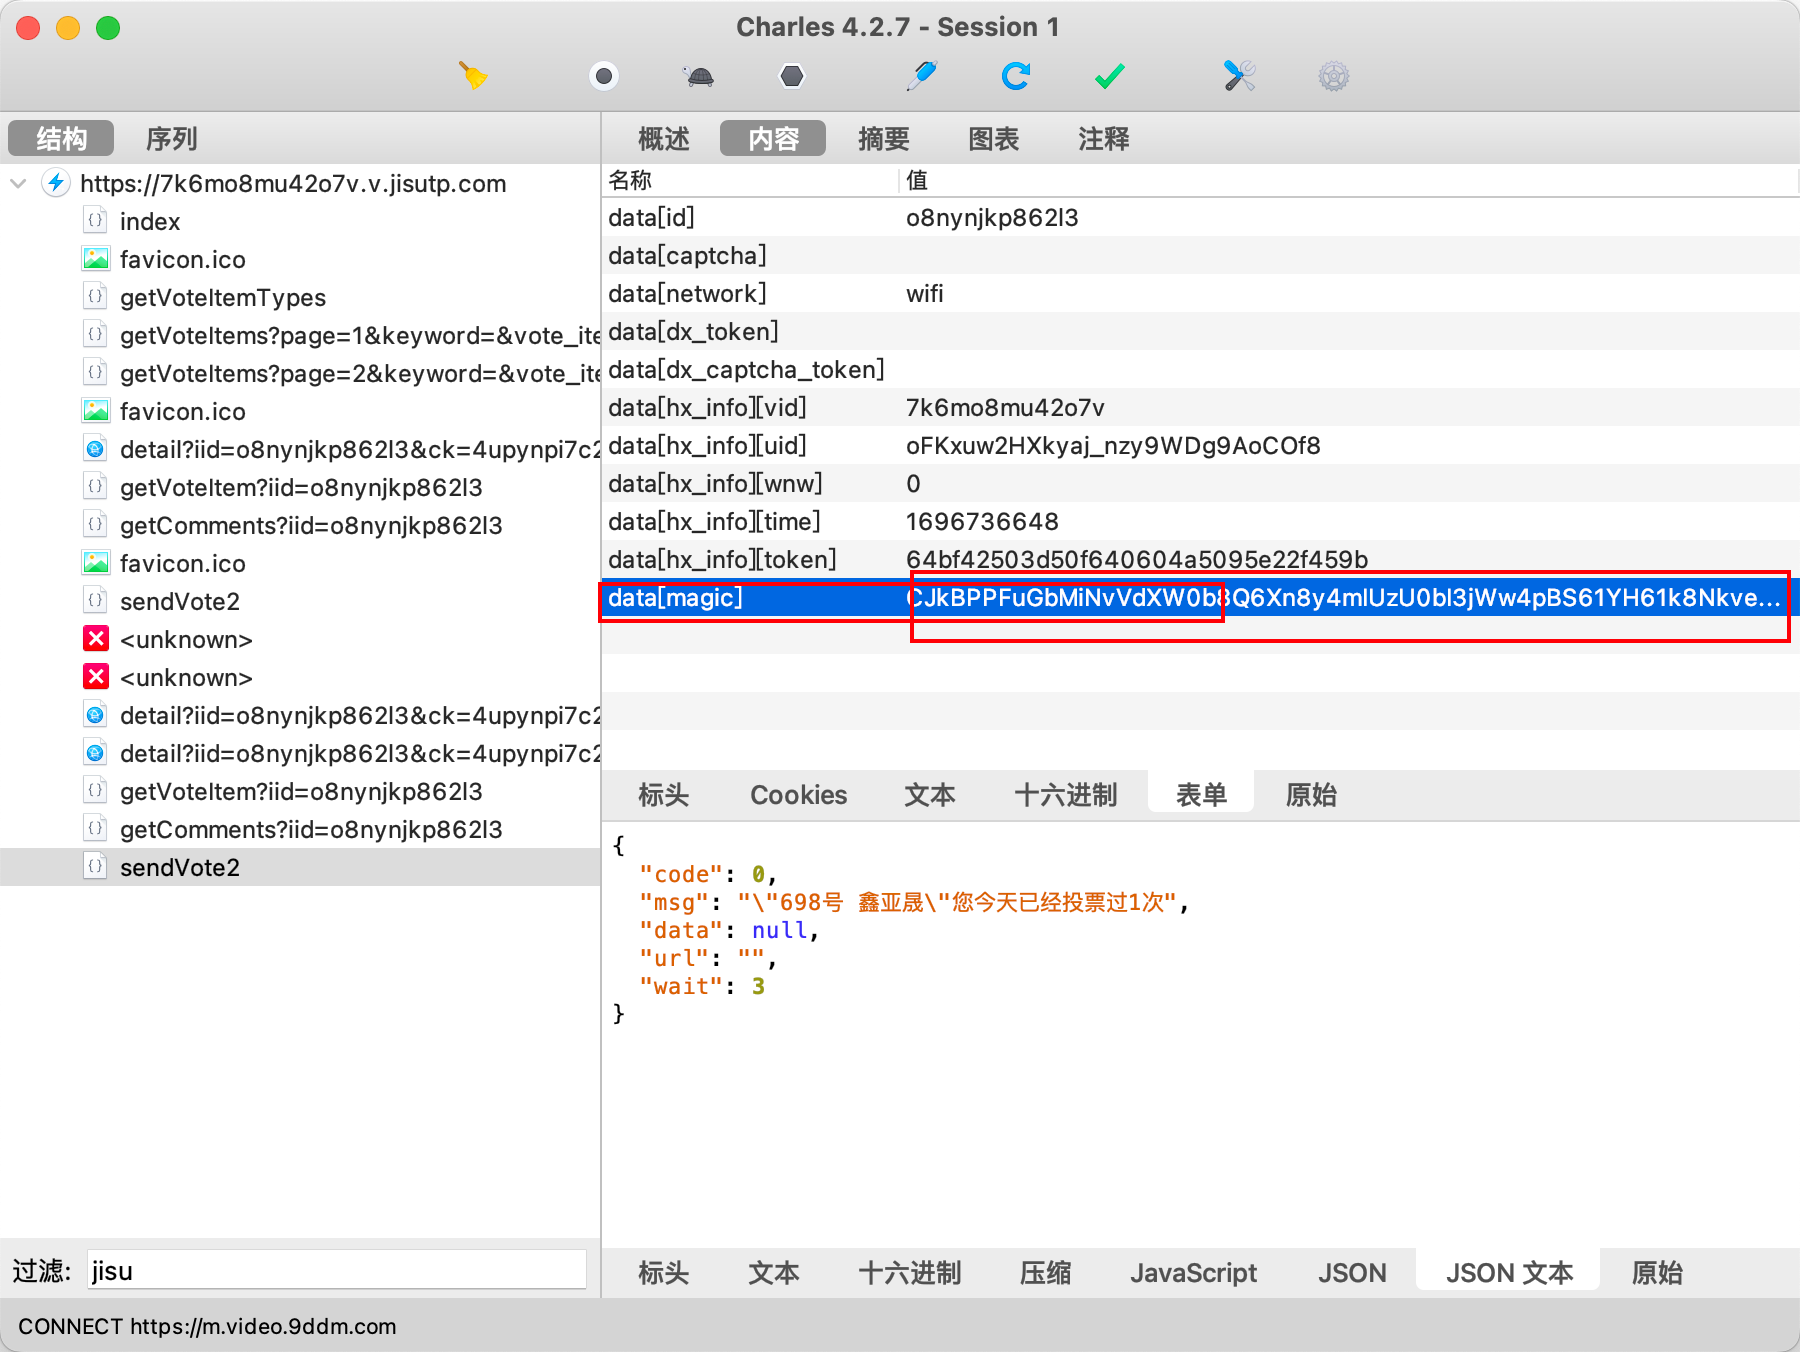 Charles 4.2.7 - Session 1
结构 序列
https://7k6mo8mu42o7v.v.jisutp.com
index
favicon.ico
getVoteItemTypes
getVoteItems?page=1&keyword=&vote_ite
getVoteItems?page=2&keyword=&vote_ite
favicon.ico
detail?iid=o8nynjkp862l3&ck=4upynpi7c2
getVoteItem?iid=o8nynjkp862l3
getComments?iid=o8nynjkp862l3
favicon.ico
sendVote2
<unknown>
<unknown>
detail?iid=o8nynjkp862l3&ck=4upynpi7c2
detail?iid=o8nynjkp862l3&ck=4upynpi7c2
getVoteItem?iid=o8nynjkp862l3
getComments?iid=o8nynjkp862l3
sendVote2
过滤: jisu
概述 内容 摘要 图表 注释
名称 值
data[id] o8nynjkp862l3
data[captcha]
data[network] wifi
data[dx_token]
data[dx_captcha_token]
data[hx_info][vid] 7k6mo8mu42o7v
data[hx_info][uid] oFKxuw2HXkyaj_nzy9WDg9AoCOf8
data[hx_info][wnw] 0
data[hx_info][time] 1696736648
data[hx_info][token] 64bf42503d50f640604a5095e22f459b
data[magic] CJkBPPFuGbMiNvVdXW0b8Q6Xn8y4mIUzU0bl3jWw4pBS61YH61k8Nkve...
标头 Cookies 文本 十六进制 表单 原始
{
"code": 0,
"msg": "\"698号 鑫亚晟\"您今天已经投票过1次",
"data": null,
"url": "",
"wait": 3
}
标头 文本 十六进制 压缩 JavaScript JSON JSON 文本 原始
CONNECT https://m.video.9ddm.com